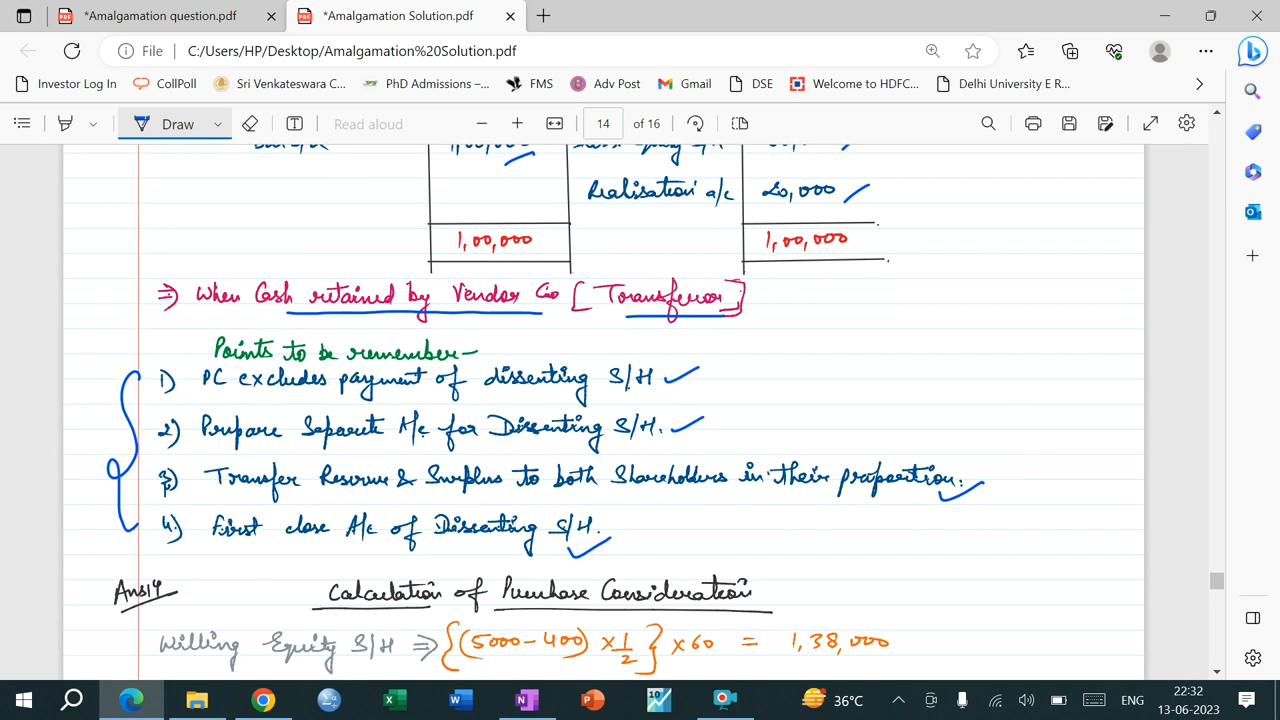 *Amalgamation question.pdf
*Amalgamation Solution.pdf
File C:/Users/HP/Desktop/Amalgamation%20Solution.pdf
Investor Log In CollPoll Sri Venkateswara C... PhD Admissions –... FMS Adv Post Gmail DSE Welcome to HDFC... Delhi University E R...
Draw Read aloud 14 of 16
Realisation a/c 20,000
1,00,000 1,00,000
⇒ When Cash retained by Vendor Co [Transferor]
Points to be remember-
1) PC excludes payment of dissenting S/H
2) Prepare Separate A/c for Dissenting S/H.
3) Transfer Reserve & Surplus to both Shareholders in their proportion.
4) First close A/c of Dissenting S/H.
Ans14 Calculation of Purchase Consideration
Willing Equity S/H ⇒ {(5000-400) × 1/2} × 60 = 1,38,000
36°C ENG 22:32
13-06-2023